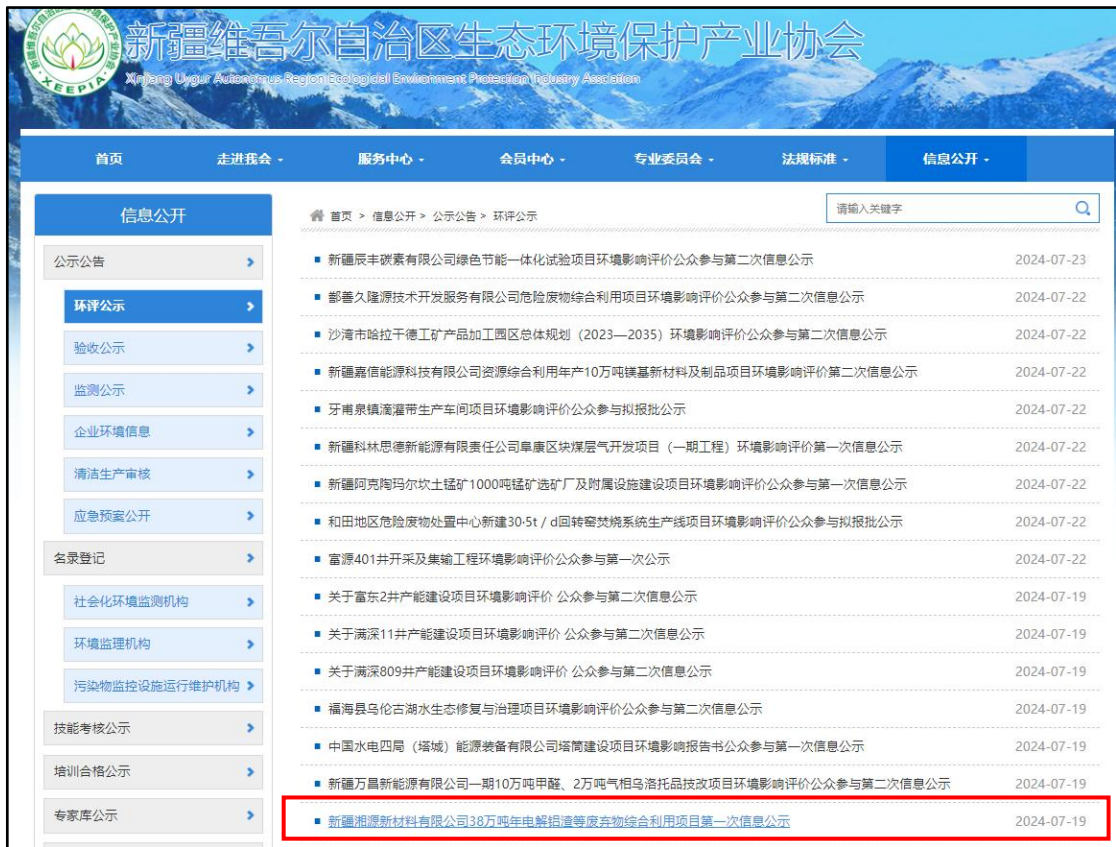 新疆维吾尔自治区生态环境保护产业协会
Xinjiang Uygur Autonomus Region Ecologicial Environment Protection Industry Assciation
XEEPIA
首页 走进我会 服务中心 会员中心 专业委员会 法规标准 信息公开
信息公开
首页 > 信息公开 > 公示公告 > 环评公示
请输入关键字
公示公告
环评公示
验收公示
监测公示
企业环境信息
清洁生产审核
应急预案公开
名录登记
社会化环境监测机构
环境监理机构
污染物监控设施运行维护机构
技能考核公示
培训合格公示
专家库公示
新疆辰丰碳素有限公司绿色节能一体化试验项目环境影响评价公众参与第二次信息公示 2024-07-23
鄯善久隆源技术开发服务有限公司危险废物综合利用项目环境影响评价公众参与第二次信息公示 2024-07-22
沙湾市哈拉干德工矿产品加工园区总体规划（2023—2035）环境影响评价公众参与第二次信息公示 2024-07-22
新疆嘉信能源科技有限公司资源综合利用年产10万吨镁基新材料及制品项目环境影响评价第二次信息公示 2024-07-22
牙甫泉镇滴灌带生产车间项目环境影响评价公众参与拟报批公示 2024-07-22
新疆科林思德新能源有限责任公司阜康区块煤层气开发项目（一期工程）环境影响评价第一次信息公示 2024-07-22
新疆阿克陶玛尔坎土锰矿1000吨锰矿选矿厂及附属设施建设项目环境影响评价公众参与第一次信息公示 2024-07-22
和田地区危险废物处置中心新建30·5t / d回转窑焚烧系统生产线项目环境影响评价公众参与拟报批公示 2024-07-22
富源401井开采及集输工程环境影响评价公众参与第一次公示 2024-07-22
关于富东2井产能建设项目环境影响评价 公众参与第二次信息公示 2024-07-19
关于满深11井产能建设项目环境影响评价 公众参与第二次信息公示 2024-07-19
关于满深809井产能建设项目环境影响评价 公众参与第二次信息公示 2024-07-19
福海县乌伦古湖水生态修复与治理项目环境影响评价公众参与第二次信息公示 2024-07-19
中国水电四局（塔城）能源装备有限公司塔筒建设项目环境影响报告书公众参与第一次信息公示 2024-07-19
新疆万昌新能源有限公司一期10万吨甲醛、2万吨气相乌洛托品技改项目环境影响评价公众参与第二次信息公示 2024-07-19
新疆湘源新材料有限公司38万吨年电解铝渣等废弃物综合利用项目第一次信息公示 2024-07-19